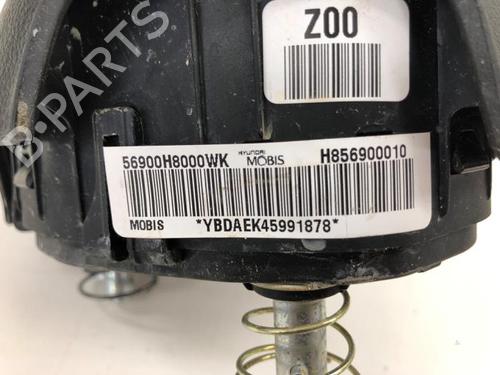 Z00
56900H8000WK HYUNDAI MOBIS H856900010
MOBIS *YBDAEK45991878*
B-PARTS